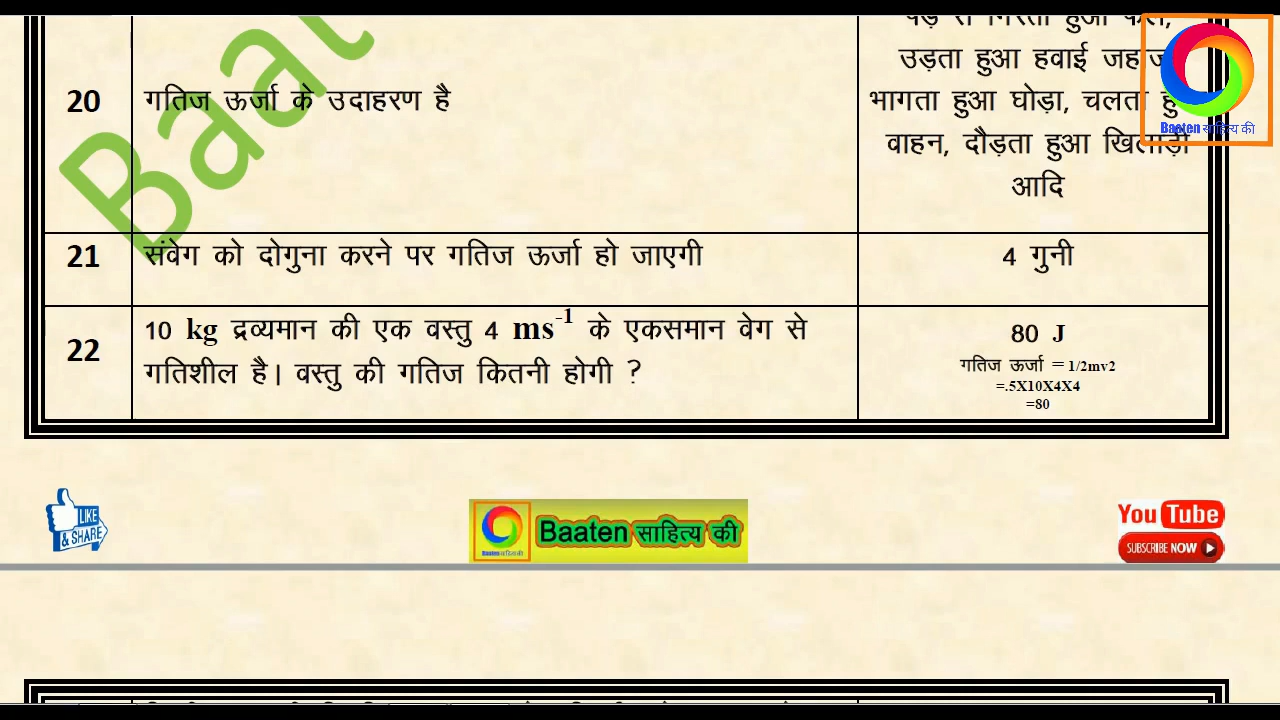 Baa
उड़ता हुआ हवाई जहाज
20
गतिज ऊर्जा के उदाहरण है
भागता हुआ घोड़ा, चलता हु
वाहन, दौड़ता हुआ खिलाड़ी
आदि
Baaten साहित्य की
21
संवेग को दोगुना करने पर गतिज ऊर्जा हो जाएगी
4 गुनी
22
10 kg द्रव्यमान की एक वस्तु 4 ms⁻¹ के एकसमान वेग से
गतिशील है। वस्तु की गतिज कितनी होगी ?
80 J
गतिज ऊर्जा =1/2mv2
=.5X10X4X4
=80
LIKE
& SHARE
Baaten साहित्य की
Baaten साहित्य की
You Tube
SUBSCRIBE NOW